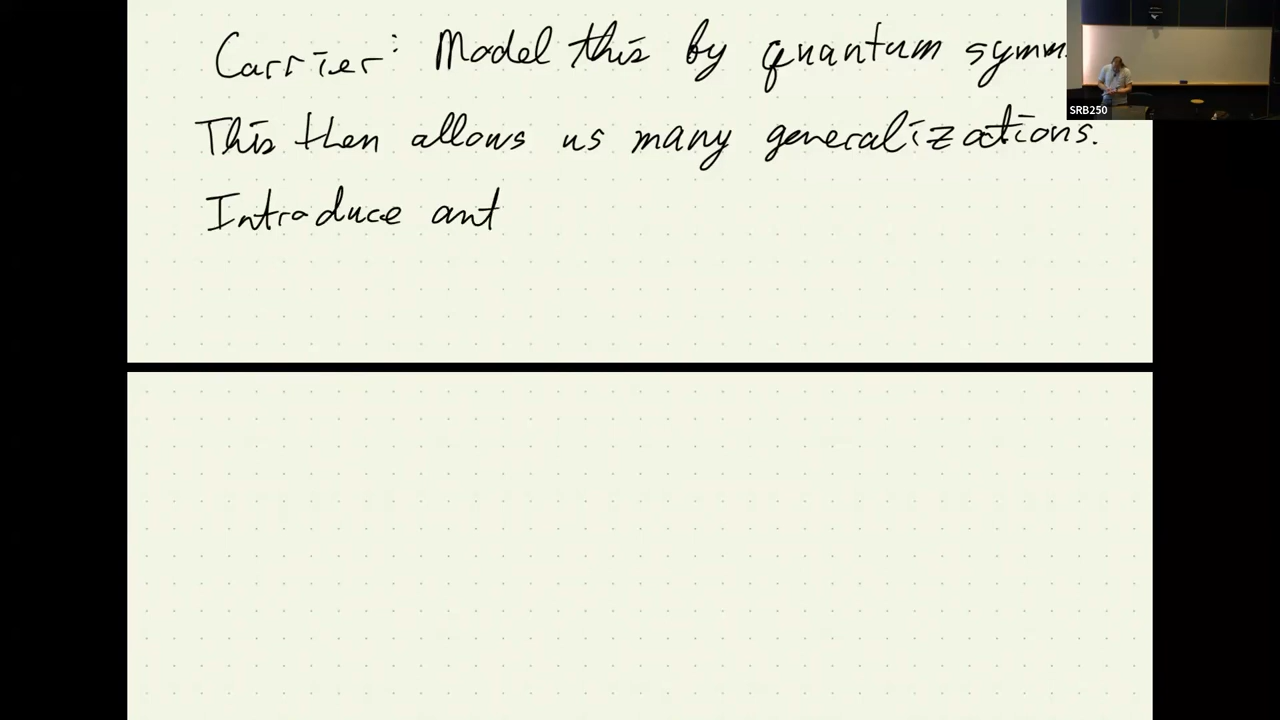 Carrier: Model this by quantum symm
This then allows us many generalizations.
Introduce ant
SRB250